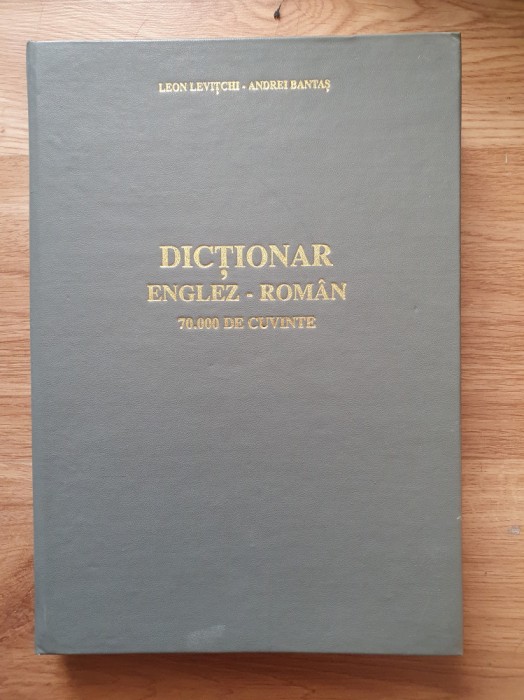 LEON LEVIȚCHI - ANDREI BANTAȘ
DICȚIONAR
ENGLEZ - ROMÂN
70.000 DE CUVINTE